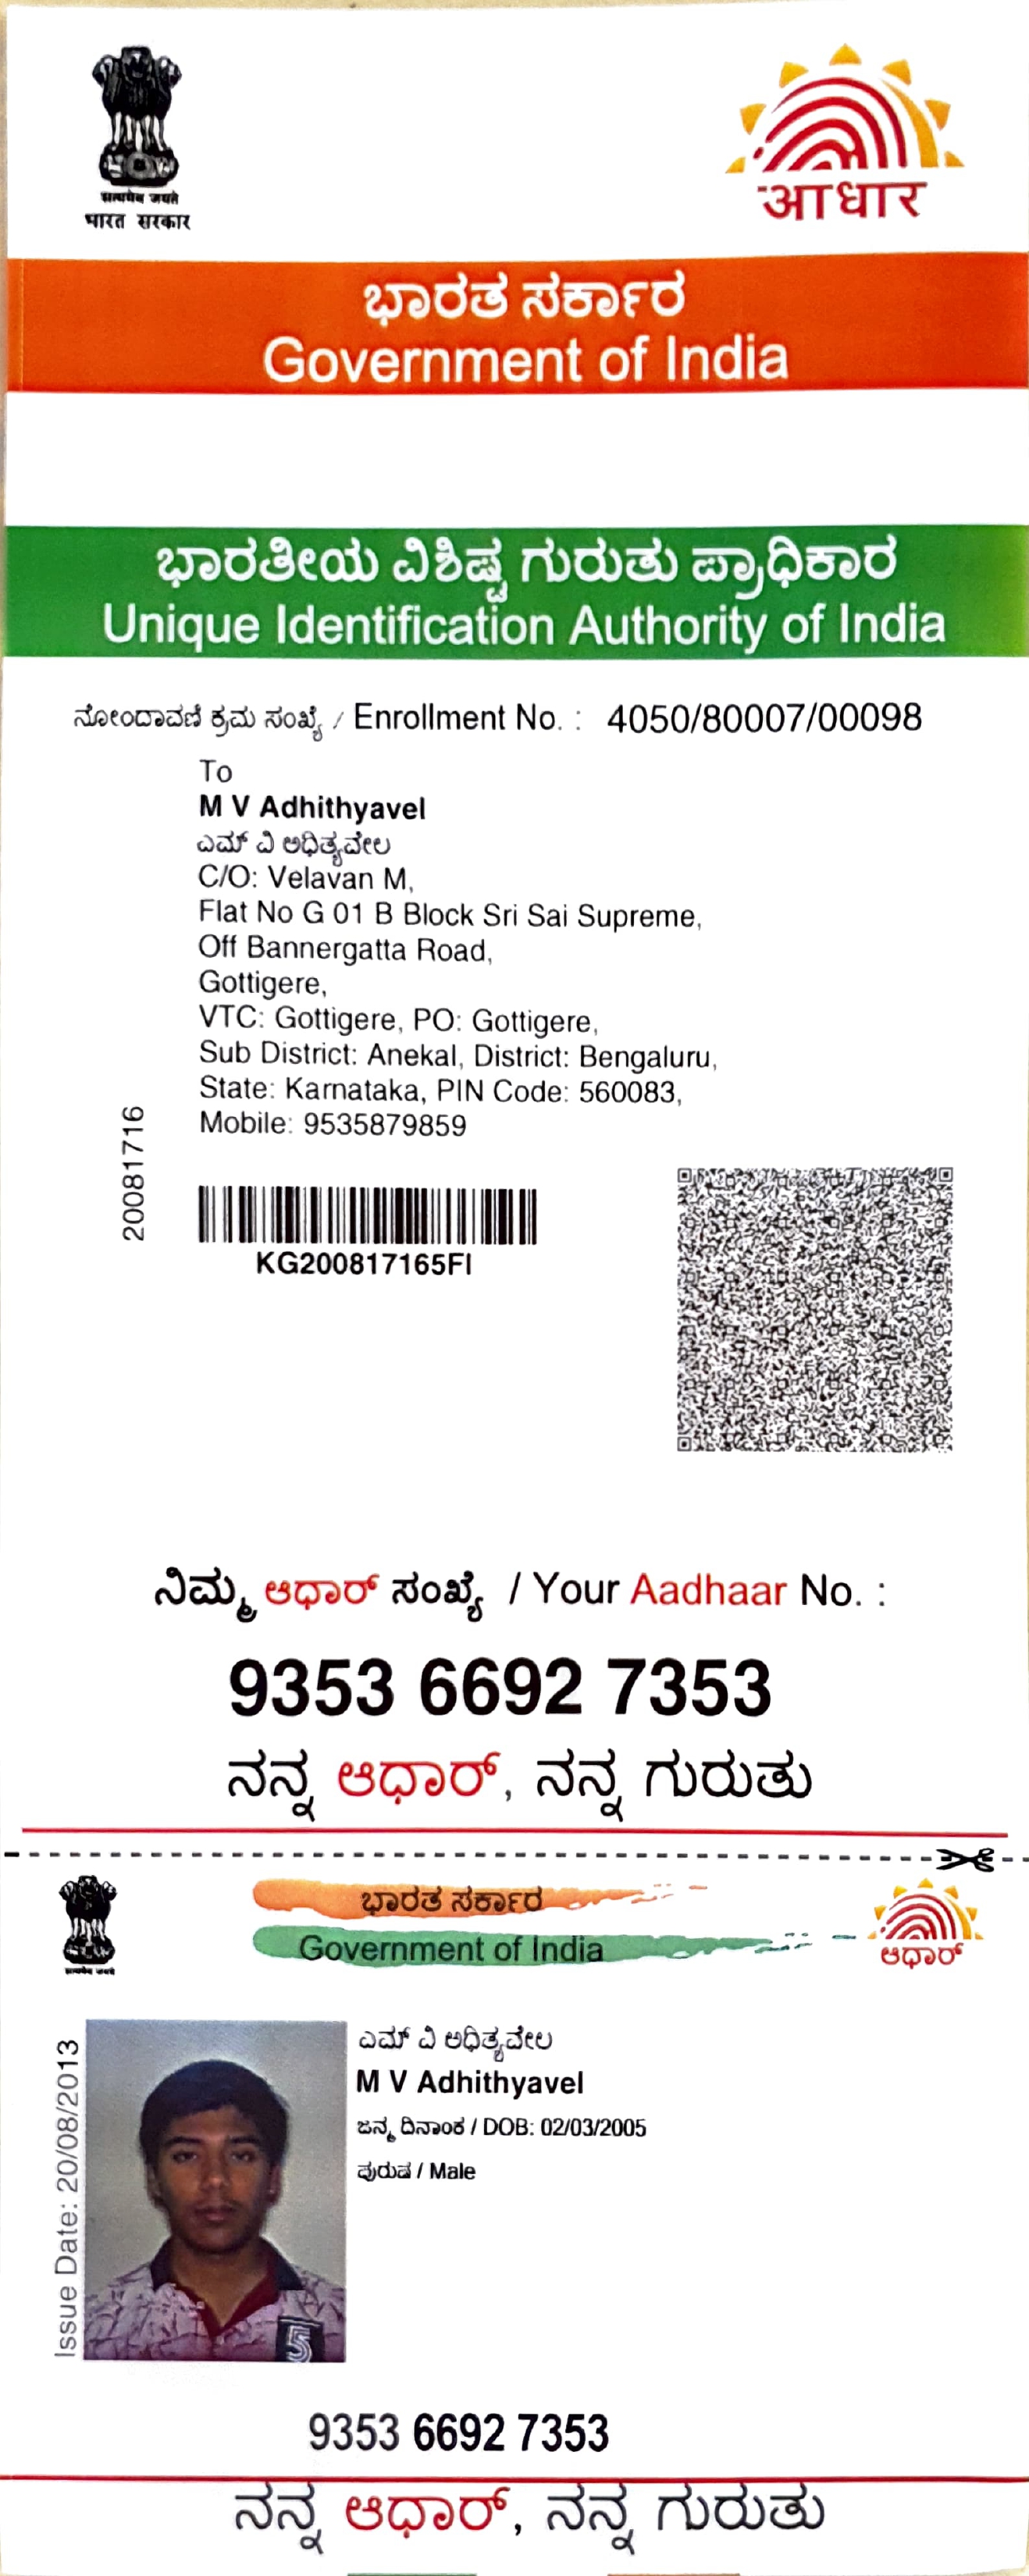 सत्यमेव जयते
भारत सरकार
आधार
ಭಾರತ ಸರ್ಕಾರ
Government of India
ಭಾರತೀಯ ವಿಶಿಷ್ಟ ಗುರುತು ಪ್ರಾಧಿಕಾರ
Unique Identification Authority of India
ನೋಂದಾವಣಿ ಕ್ರಮ ಸಂಖ್ಯೆ / Enrollment No. : 4050/80007/00098
To
M V Adhithyavel
ಎಮ್ ವಿ ಅಧಿತ್ಯವೇಲ
C/O: Velavan M,
Flat No G 01 B Block Sri Sai Supreme,
Off Bannergatta Road,
Gottigere,
VTC: Gottigere, PO: Gottigere,
Sub District: Anekal, District: Bengaluru,
State: Karnataka, PIN Code: 560083,
Mobile: 9535879859
20081716
KG200817165FI
ನಿಮ್ಮ ಆಧಾರ್ ಸಂಖ್ಯೆ / Your Aadhaar No. :
9353 6692 7353
ನನ್ನ ಆಧಾರ್, ನನ್ನ ಗುರುತು
सत्यमेव जयते
ಭಾರತ ಸರ್ಕಾರ
Government of India
ಆಧಾರ್
Issue Date: 20/08/2013
ಎಮ್ ವಿ ಅಧಿತ್ಯವೇಲ
M V Adhithyavel
ಜನ್ಮ ದಿನಾಂಕ / DOB: 02/03/2005
ಪುರುಷ / Male
5
9353 6692 7353
ನನ್ನ ಆಧಾರ್, ನನ್ನ ಗುರುತು